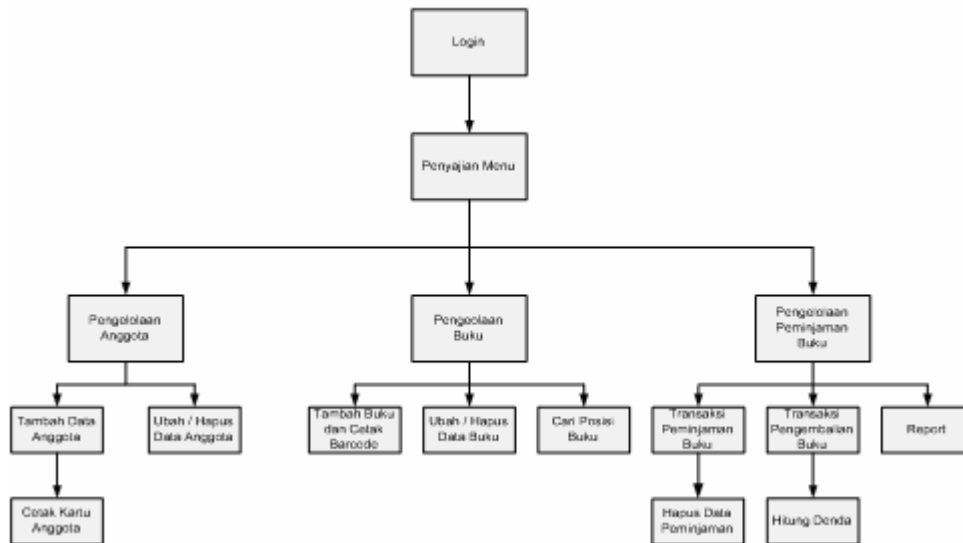 Login
Penyajian Menu
Pengelolaan
Anggota
Pengeolaan
Buku
Pengelolaan
Peminjaman
Buku
Tambah Data
Anggota
Ubah / Hapus
Data Anggota
Tambah Buku
dan Cetak
Barcode
Ubah / Hapus
Data Buku
Cari Posisi
Buku
Transaksi
Peminjaman
Buku
Transaksi
Pengembalian
Buku
Report
Cetak Kartu
Anggota
Hapus Data
Peminjaman
Hitung Denda